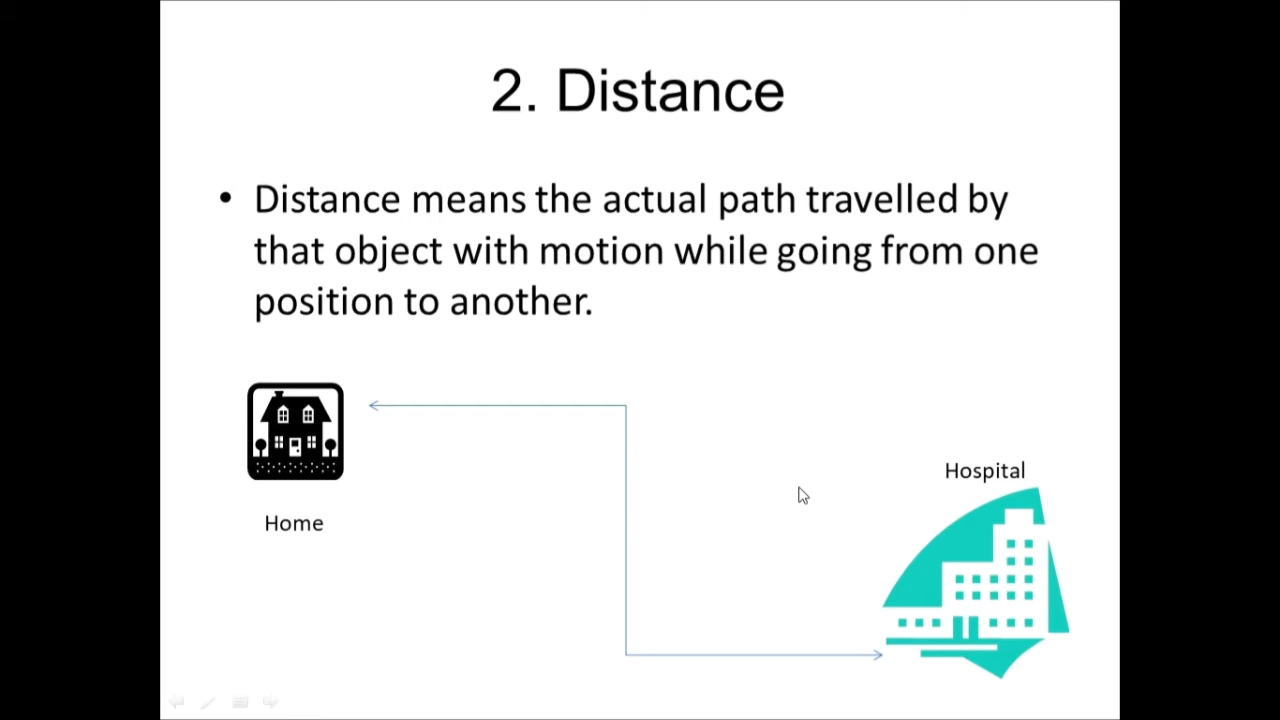 2. Distance
• Distance means the actual path travelled by
that object with motion while going from one
position to another.
Hospital
Home